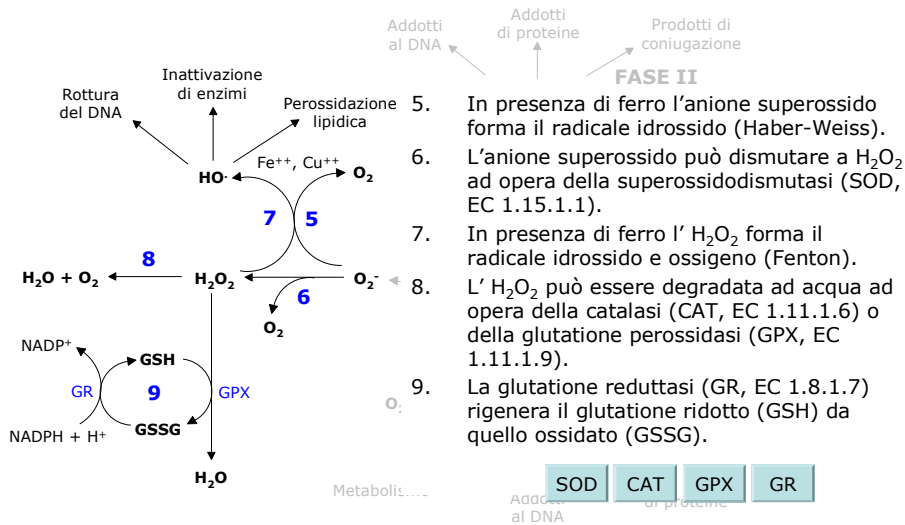 Addotti
al DNA
Addotti
di proteine
Prodotti di
coniugazione
FASE II
Rottura
del DNA
Inattivazione
di enzimi
Perossidazione
lipidica
HO·
Fe⁺⁺, Cu⁺⁺
O₂
7
5
H₂O + O₂
8
H₂O₂
6
O₂⁻
O₂
NADP⁺
GSH
GR
9
GPX
NADPH + H⁺
GSSG
H₂O
5. In presenza di ferro l'anione superossido
forma il radicale idrossido (Haber-Weiss).
6. L'anione superossido può dismutare a H₂O₂
ad opera della superossidodismutasi (SOD,
EC 1.15.1.1).
7. In presenza di ferro l' H₂O₂ forma il
radicale idrossido e ossigeno (Fenton).
8. L' H₂O₂ può essere degradata ad acqua ad
opera della catalasi (CAT, EC 1.11.1.6) o
della glutatione perossidasi (GPX, EC
1.11.1.9).
9. La glutatione reduttasi (GR, EC 1.8.1.7)
rigenera il glutatione ridotto (GSH) da
quello ossidato (GSSG).
SOD
CAT
GPX
GR
al DNA
di proteine